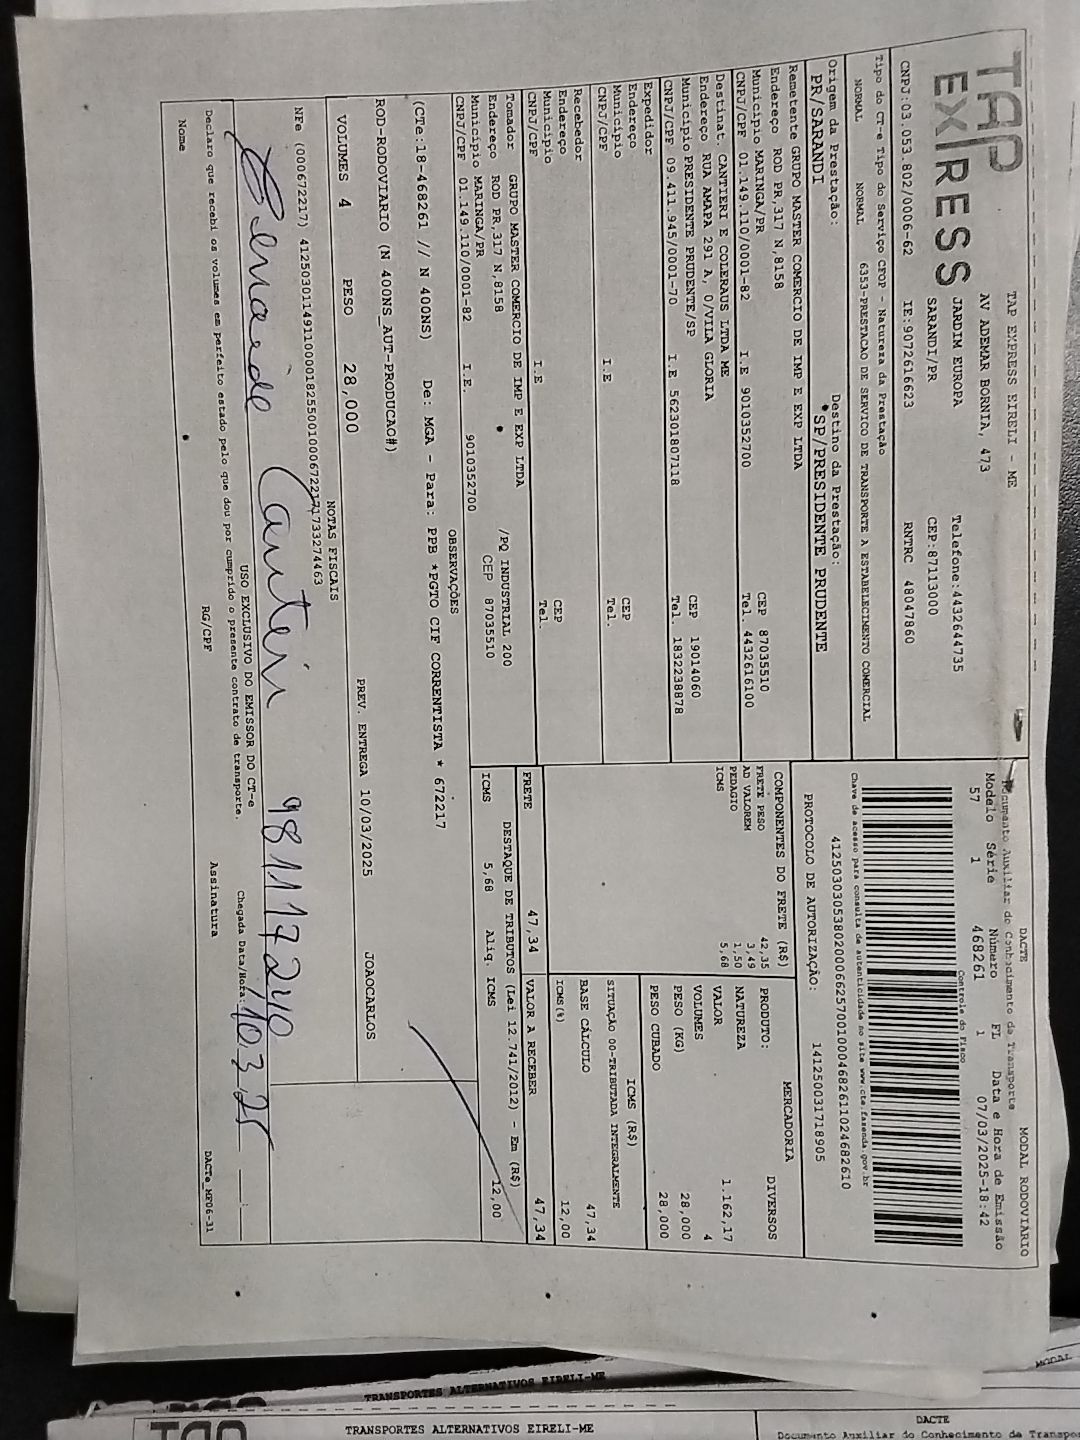 TAP
EXPRESS
TAP EXPRESS EIRELI - ME
AV ADEMAR BORNIA, 473
JARDIM EUROPA
Telefone:4432644735
SARANDI/PR
CEP:87113000
CNPJ:03.053.802/0006-62
IE:9072616623
RNTRC 48047860
Tipo do CT-e Tipo do Serviço CFOP - Natureza da Prestação
NORMAL NORMAL 6353-PRESTACAO DE SERVICO DE TRANSPORTE A ESTABELECIMENTO COMERCIAL
Origem da Prestação:
Destino da Prestação:
PR/SARANDI
SP/PRESIDENTE PRUDENTE
Remetente GRUPO MASTER COMERCIO DE IMP E EXP LTDA
Endereço ROD PR,317 N,8158
CEP 87035510
Município MARINGA/PR
Tel. 4432616100
CNPJ/CPF 01.149.110/0001-82 I.E 9010352700
Destinat. CANTIERI E COLERAUS LTDA ME
Endereço RUA AMAPA 291 A, 0/VILA GLORIA
CEP 19014060
Município PRESIDENTE PRUDENTE/SP
Tel. 1832238878
CNPJ/CPF 09.411.945/0001-70 I.E 562301807118
Expedidor
Endereço
CEP
Município
Tel.
CNPJ/CPF I.E
Recebedor
Endereço
CEP
Município
Tel.
CNPJ/CPF I.E
Tomador GRUPO MASTER COMERCIO DE IMP E EXP LTDA
Endereço ROD PR,317 N,8158 /PQ INDUSTRIAL 200
Município MARINGA/PR CEP 87035510
CNPJ/CPF 01.149.110/0001-82 I.E. 9010352700
DACTE
MODAL RODOVIÁRIO
Documento Auxiliar do Conhecimento de Transporte
Modelo Série Número FL Data e Hora de Emissão
57 1 468261 1 07/03/2025-18:42
Controle do Fisco
Chave de acesso para consulta de autenticidade no site www.cte.fazenda.gov.br
41250303053802000662570010004682611024682610
PROTOCOLO DE AUTORIZAÇÃO: 141250031718905
COMPONENTES DO FRETE (R$)
FRETE PESO 42,35
AD VALOREM 3,49
PEDAGIO 1,50
ICMS 5,68
MERCADORIA
PRODUTO: DIVERSOS
NATUREZA
VALOR 1.162,17
VOLUMES 4
PESO (KG) 28,000
PESO CUBADO 28,000
ICMS (R$)
SITUAÇÃO 00-TRIBUTADA INTEGRALMENTE
BASE CÁLCULO 47,34
ICMS(%) 12,00
FRETE 47,34
VALOR A RECEBER 47,34
DESTAQUE DE TRIBUTOS (Lei 12.741/2012) - Em (R$)
ICMS 5,68 Aliq. ICMS 12,00
OBSERVAÇÕES
(CTe:18-468261 // N 400NS) De: MGA - Para: PPB *PGTO CIF CORRENTISTA * 672217
ROD-RODOVIARIO (N 400NS_AUT-PRODUCAO#)
PREV. ENTREGA 10/03/2025
JOAOCARLOS
VOLUMES 4 PESO 28,000
NOTAS FISCAIS
NFe (000672217)
USO EXCLUSIVO DO EMISSOR DO CT-e
981117240
Chegada Data/Hora: 10.3.25
Declaro que recebi os volumes em perfeito estado pelo que dou por cumprido o presente contrato de transporte.
Nome RG/CPF Assinatura
DACTe_MF06-31
TRANSPORTES ALTERNATIVOS EIRELI-ME
MODAL
TRANSPORTES ALTERNATIVOS EIRELI-ME
DACTE
Documento Auxiliar do Conhecimento de